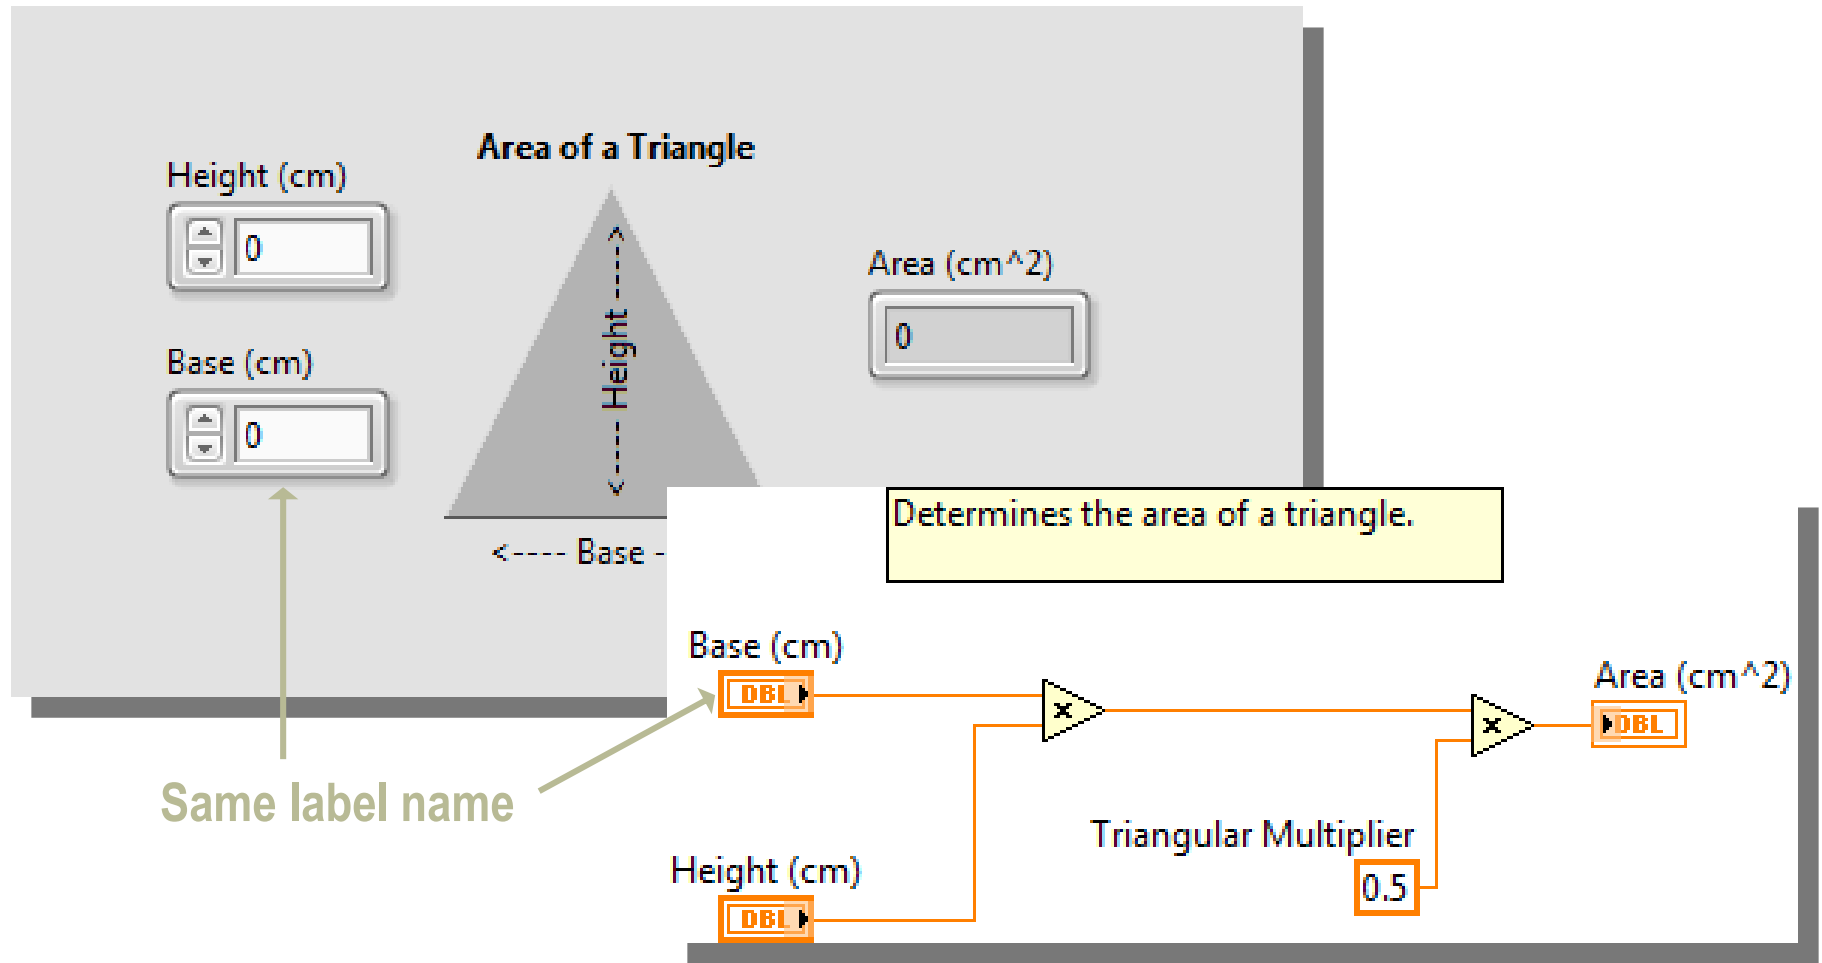 Area of a Triangle
Height (cm)
0
<----- Height ----->
Area (cm^2)
0
Base (cm)
0
<---- Base -
Determines the area of a triangle.
Base (cm)
DBL
x
x
Area (cm^2)
DBL
Same label name
Triangular Multiplier
0.5
Height (cm)
DBL